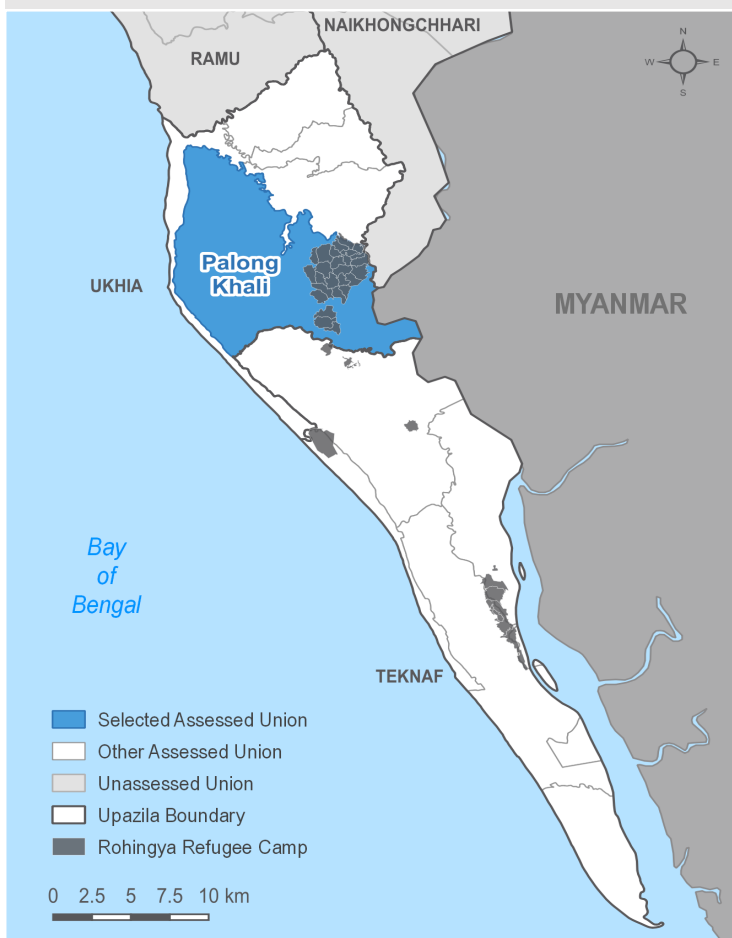 NAIKHONGCHHARI
RAMU
N
W
E
S
Palong
Khali
UKHIA
MYANMAR
Bay
of
Bengal
TEKNAF
Selected Assessed Union
Other Assessed Union
Unassessed Union
Upazila Boundary
Rohingya Refugee Camp
0 2.5 5 7.5 10 km